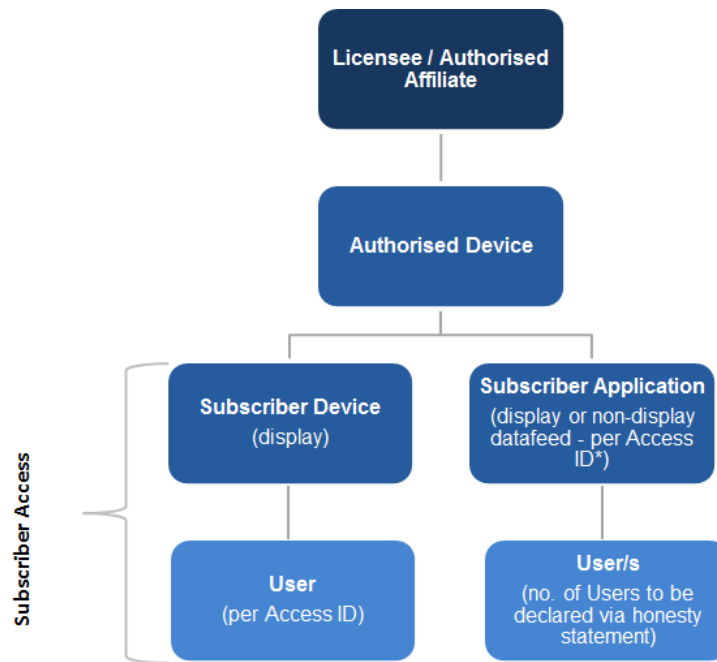 Licensee / Authorised
Affiliate
Authorised Device
Subscriber Access
Subscriber Device
(display)
Subscriber Application
(display or non-display
datafeed - per Access
ID*)
User
(per Access ID)
User/s
(no. of Users to be
declared via honesty
statement)